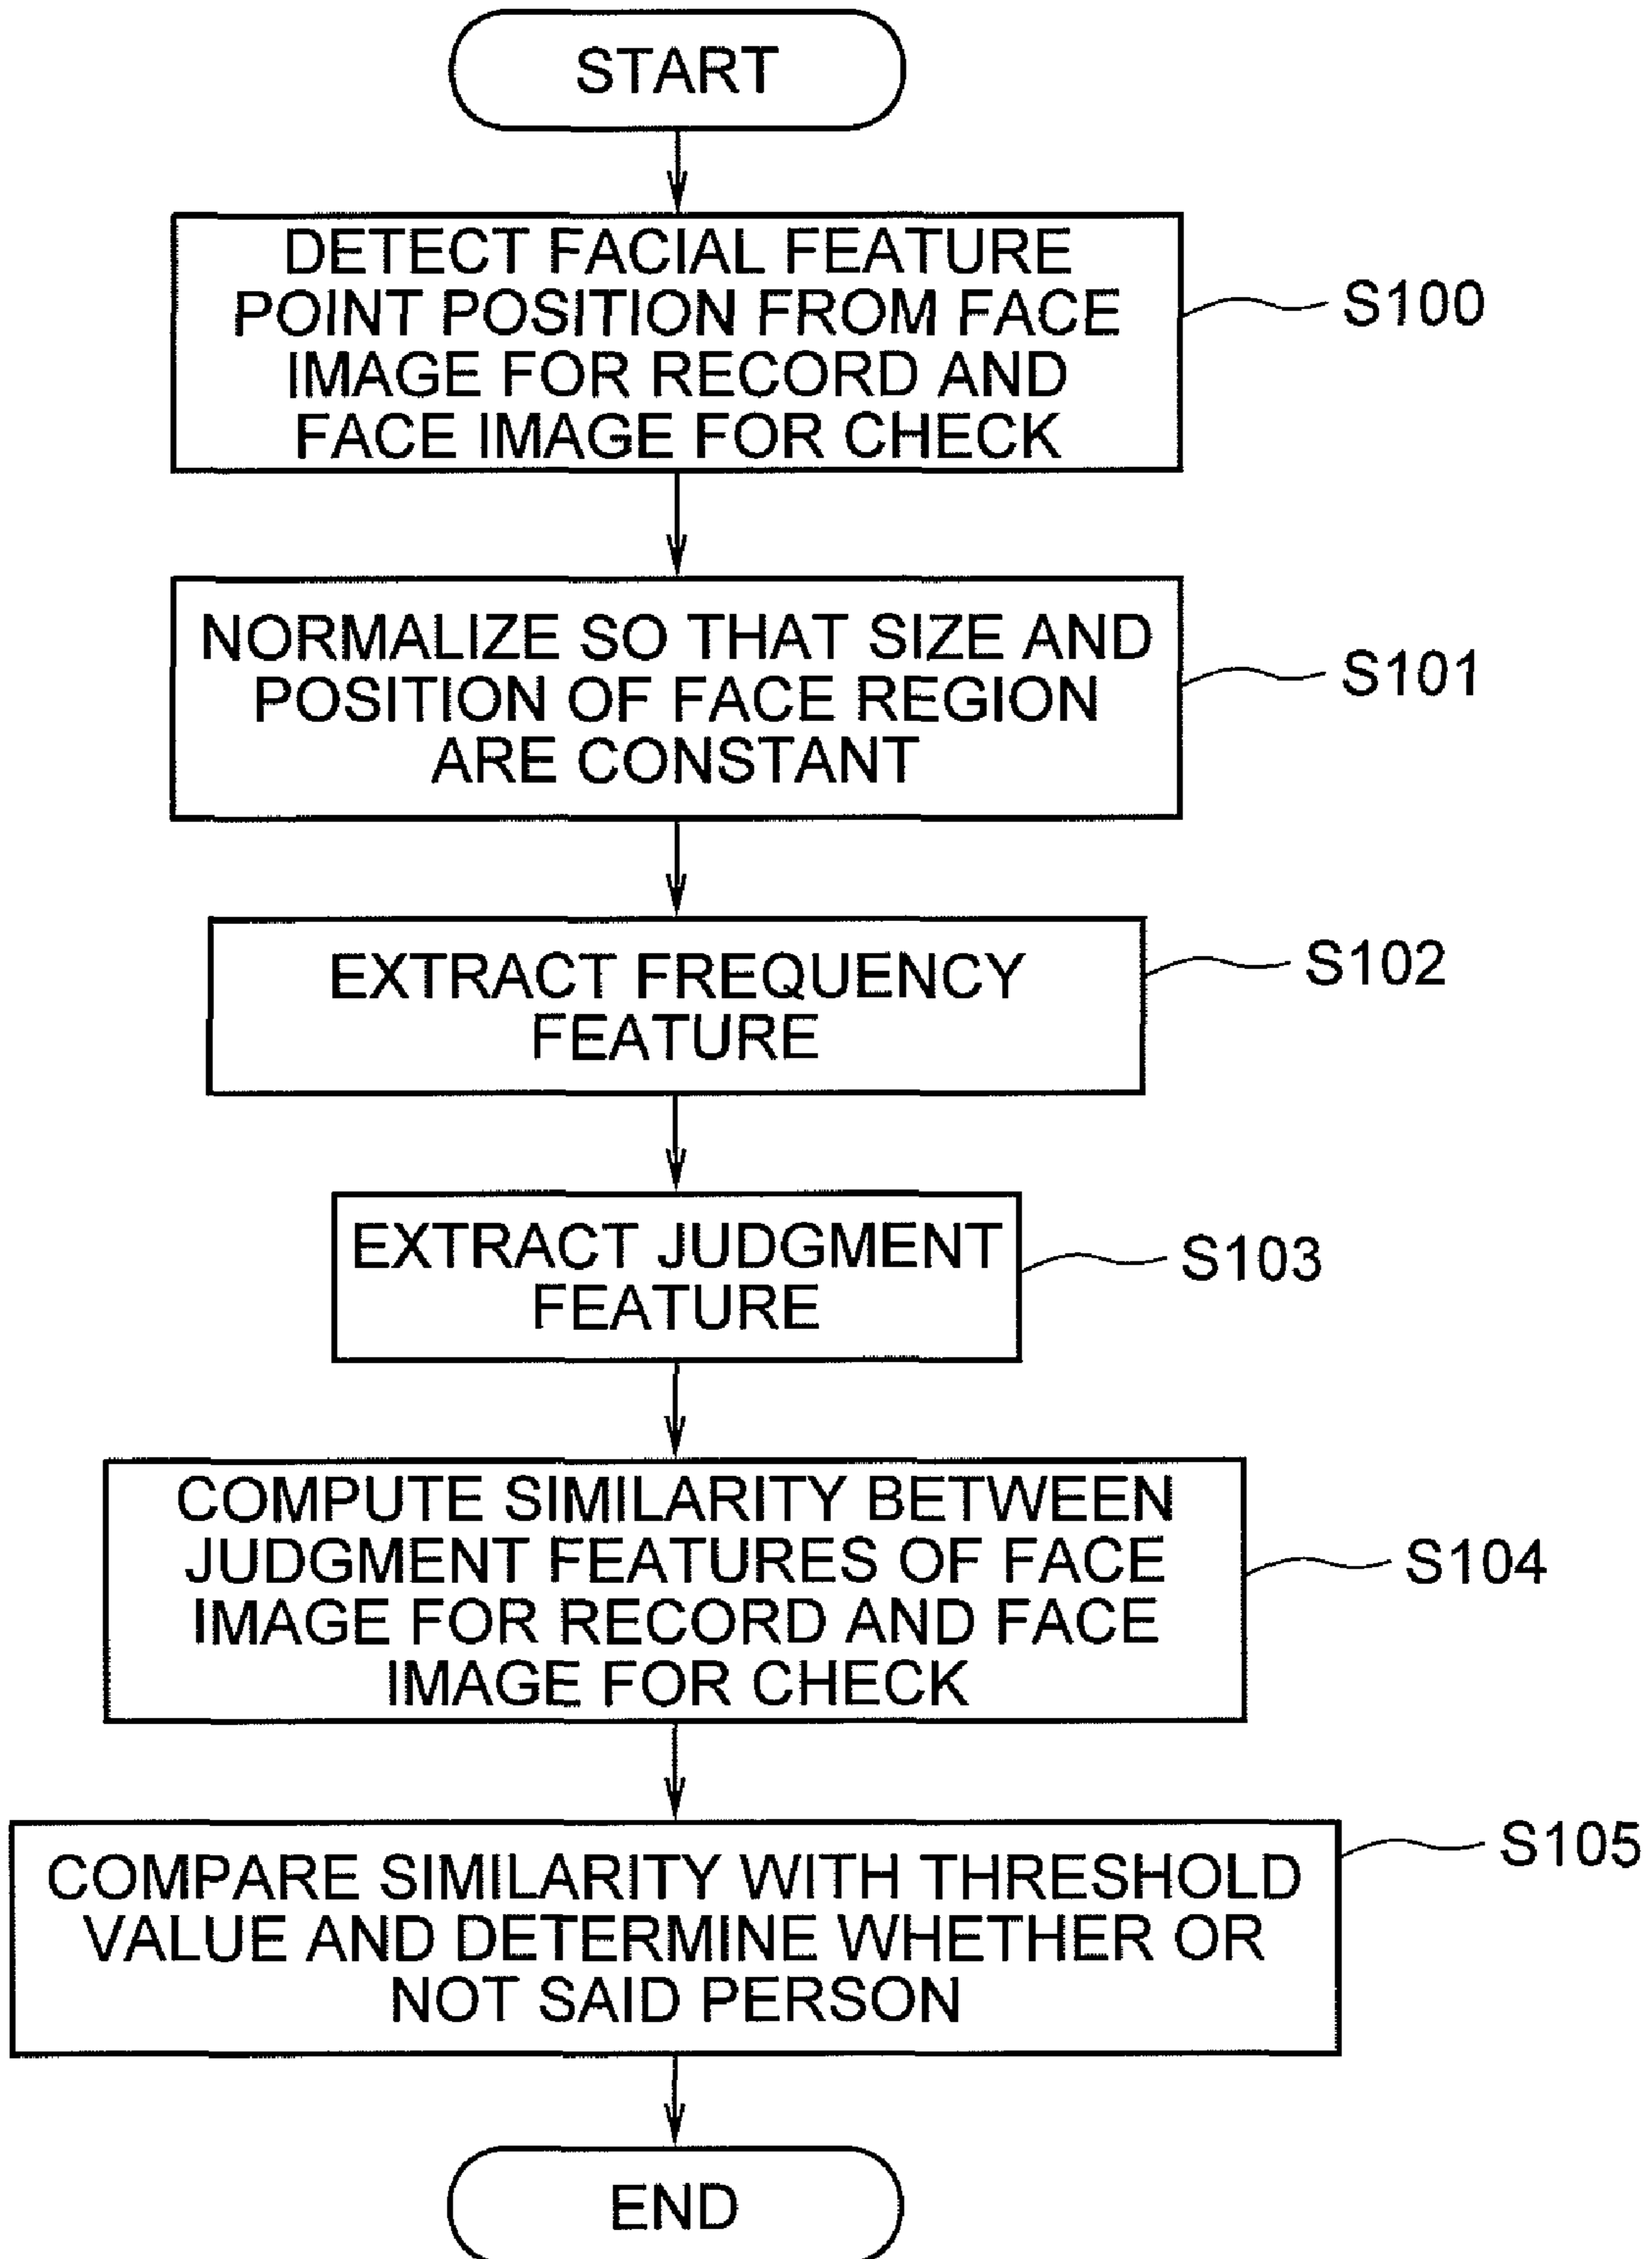 START
DETECT FACIAL FEATURE
POINT POSITION FROM FACE
IMAGE FOR RECORD AND
FACE IMAGE FOR CHECK
S100
NORMALIZE SO THAT SIZE AND
POSITION OF FACE REGION
ARE CONSTANT
S101
EXTRACT FREQUENCY
FEATURE
S102
EXTRACT JUDGMENT
FEATURE
S103
COMPUTE SIMILARITY BETWEEN
JUDGMENT FEATURES OF FACE
IMAGE FOR RECORD AND FACE
IMAGE FOR CHECK
S104
COMPARE SIMILARITY WITH THRESHOLD
VALUE AND DETERMINE WHETHER OR
NOT SAID PERSON
S105
END